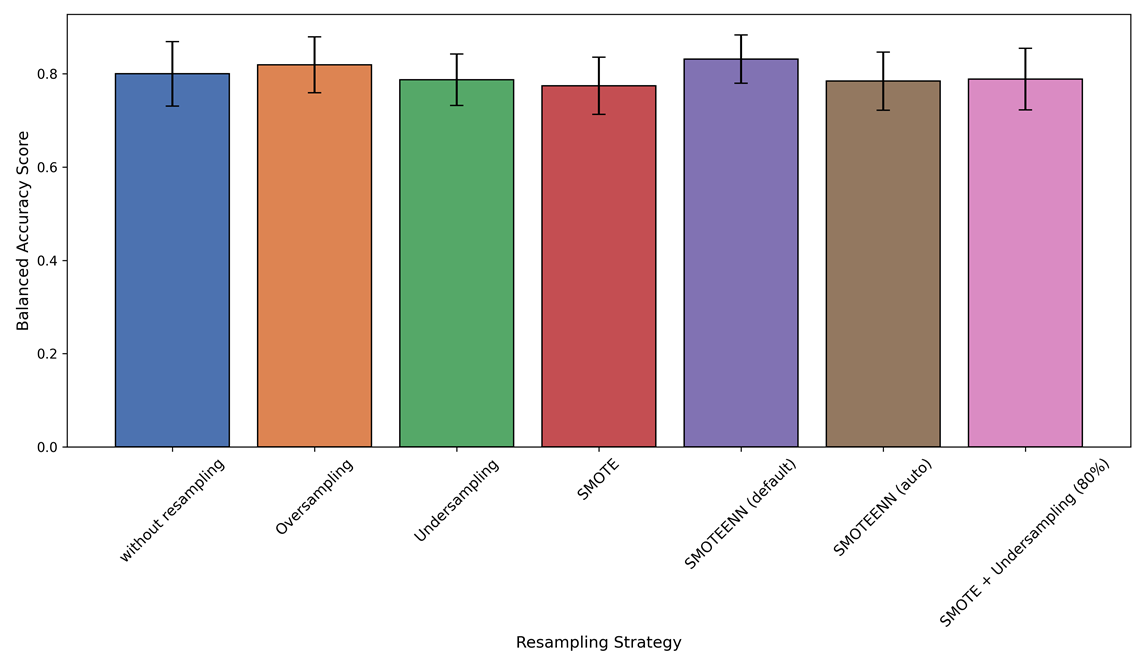 Balanced Accuracy Score
0.8
0.6
0.4
0.2
0.0
without resampling
Oversampling
Undersampling
SMOTE
SMOTEENN (default)
SMOTEENN (auto)
SMOTE + Undersampling (80%)
Resampling Strategy